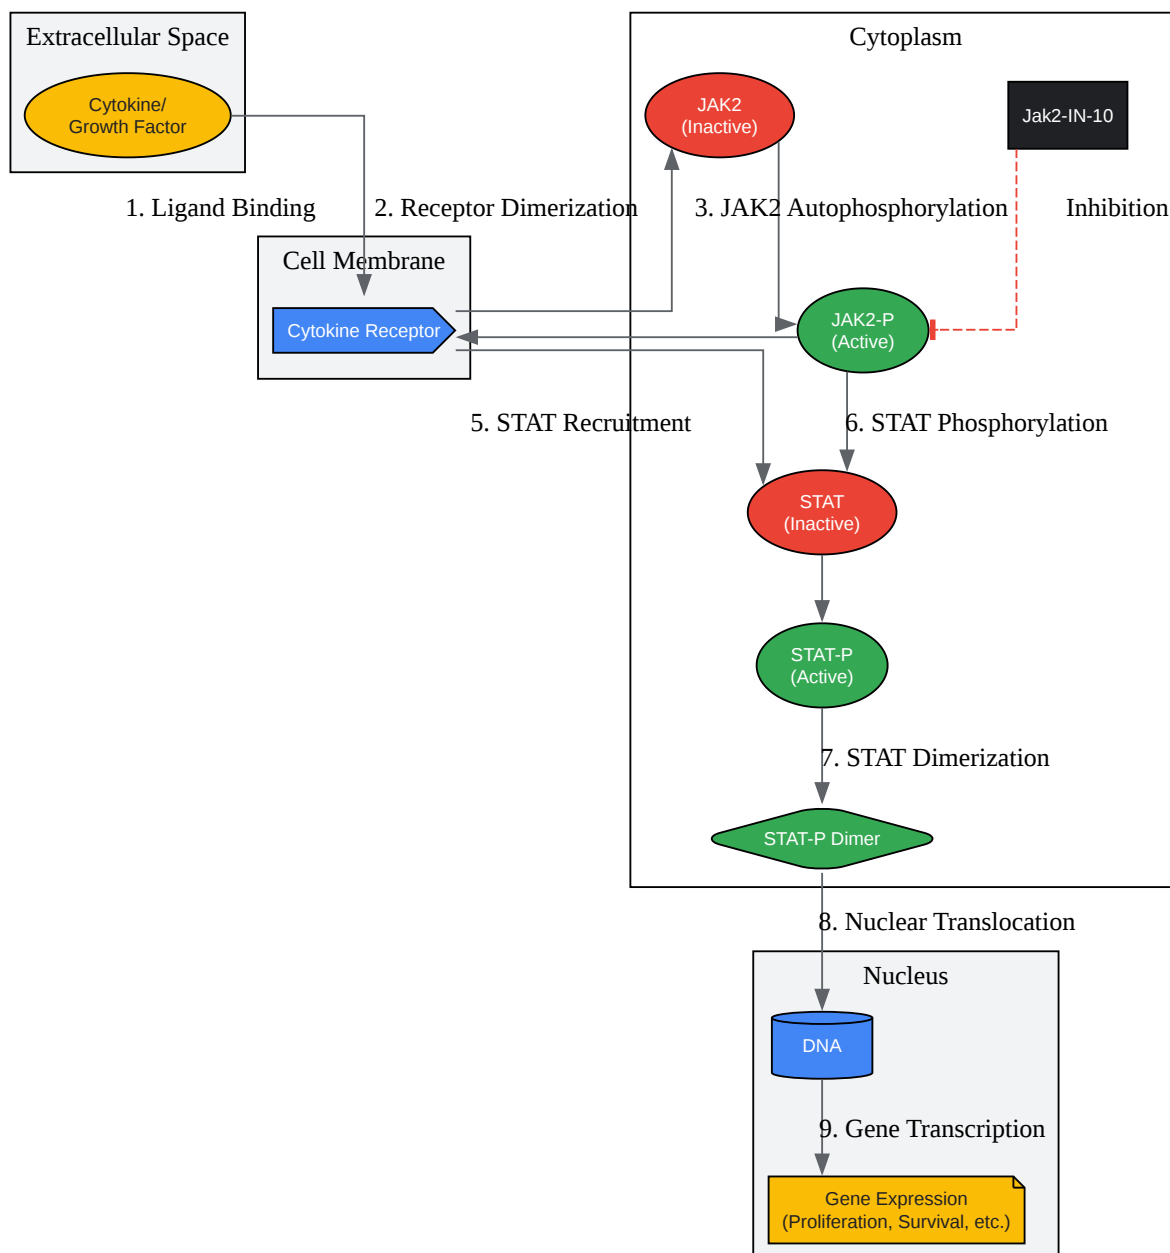 Extracellular Space
Cytokine/
Growth Factor
Cytoplasm
JAK2
(Inactive)
Jak2-IN-10
1. Ligand Binding
2. Receptor Dimerization
3. JAK2 Autophosphorylation
Inhibition
Cell Membrane
Cytokine Receptor
JAK2-P
(Active)
5. STAT Recruitment
6. STAT Phosphorylation
STAT
(Inactive)
STAT-P
(Active)
7. STAT Dimerization
STAT-P Dimer
8. Nuclear Translocation
Nucleus
DNA
9. Gene Transcription
Gene Expression
(Proliferation, Survival, etc.)